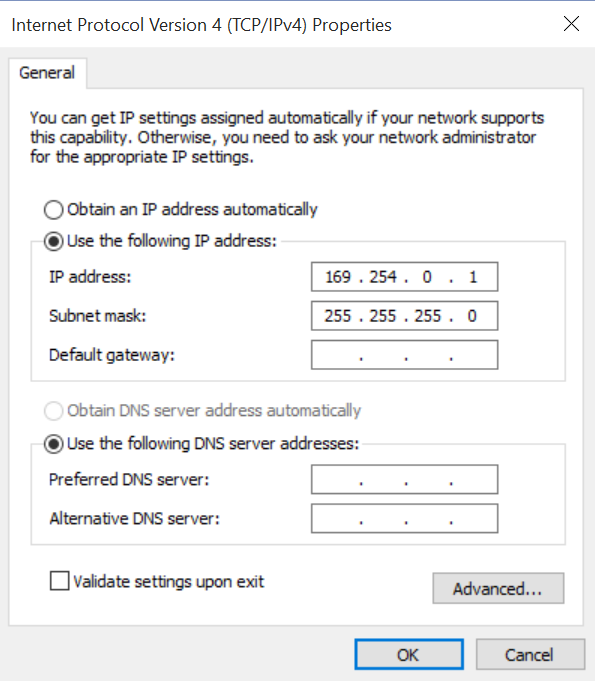 Internet Protocol Version 4 (TCP/IPv4) Properties
General
You can get IP settings assigned automatically if your network supports
this capability. Otherwise, you need to ask your network administrator
for the appropriate IP settings.
Obtain an IP address automatically
Use the following IP address:
IP address: 169 . 254 . 0 . 1
Subnet mask: 255 . 255 . 255 . 0
Default gateway: . . .
Obtain DNS server address automatically
Use the following DNS server addresses:
Preferred DNS server: . . .
Alternative DNS server: . . .
Validate settings upon exit
Advanced...
OK Cancel